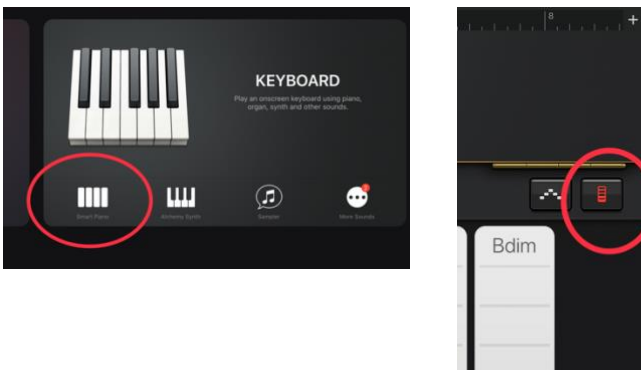 KEYBOARD
Play an onscreen keyboard using piano,
organ, synth and other sounds.
Smart Piano
Alchemy Synth
Sampler
More Sounds
8
+
Bdim